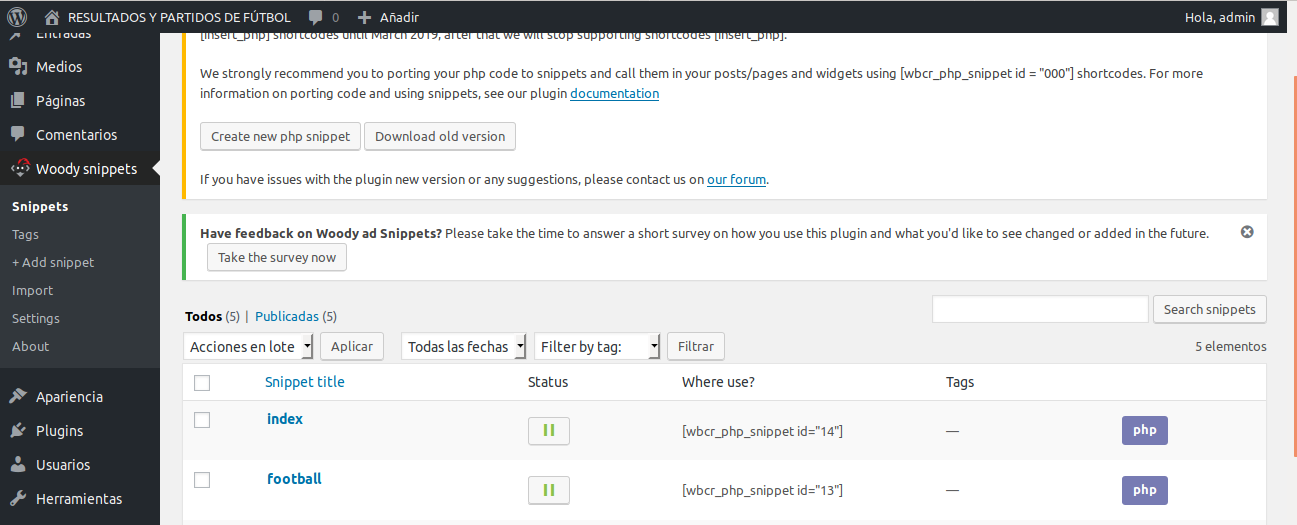 RESULTADOS Y PARTIDOS DE FÚTBOL 0 Añadir Hola, admin
Entradas
Medios
Páginas
Comentarios
Woody snippets
Snippets
Tags
+ Add snippet
Import
Settings
About
Apariencia
Plugins
Usuarios
Herramientas
[insert_php] shortcodes until March 2019, after that we will stop supporting shortcodes [insert_php].
We strongly recommend you to porting your php code to snippets and call them in your posts/pages and widgets using [wbcr_php_snippet id = "000"] shortcodes. For more
information on porting code and using snippets, see our plugin documentation
Create new php snippet Download old version
If you have issues with the plugin new version or any suggestions, please contact us on our forum.
Have feedback on Woody ad Snippets? Please take the time to answer a short survey on how you use this plugin and what you'd like to see changed or added in the future.
Take the survey now
Todos (5) | Publicadas (5)
Search snippets
Acciones en lote Aplicar Todas las fechas Filter by tag: Filtrar 5 elementos
Snippet title Status Where use? Tags
index [wbcr_php_snippet id="14"] — php
football [wbcr_php_snippet id="13"] — php